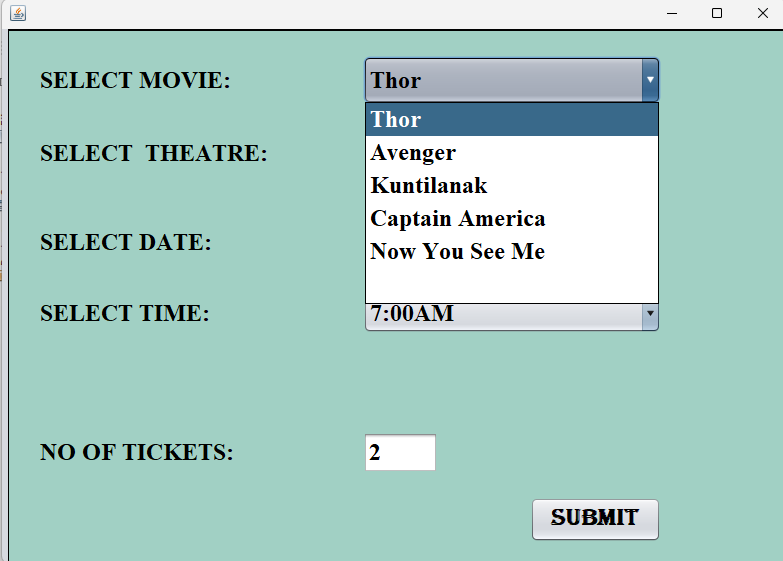 SELECT MOVIE: Thor
Thor
SELECT THEATRE:
Avenger
Kuntilanak
Captain America
SELECT DATE:
Now You See Me
SELECT TIME: 7:00AM
NO OF TICKETS: 2
SUBMIT